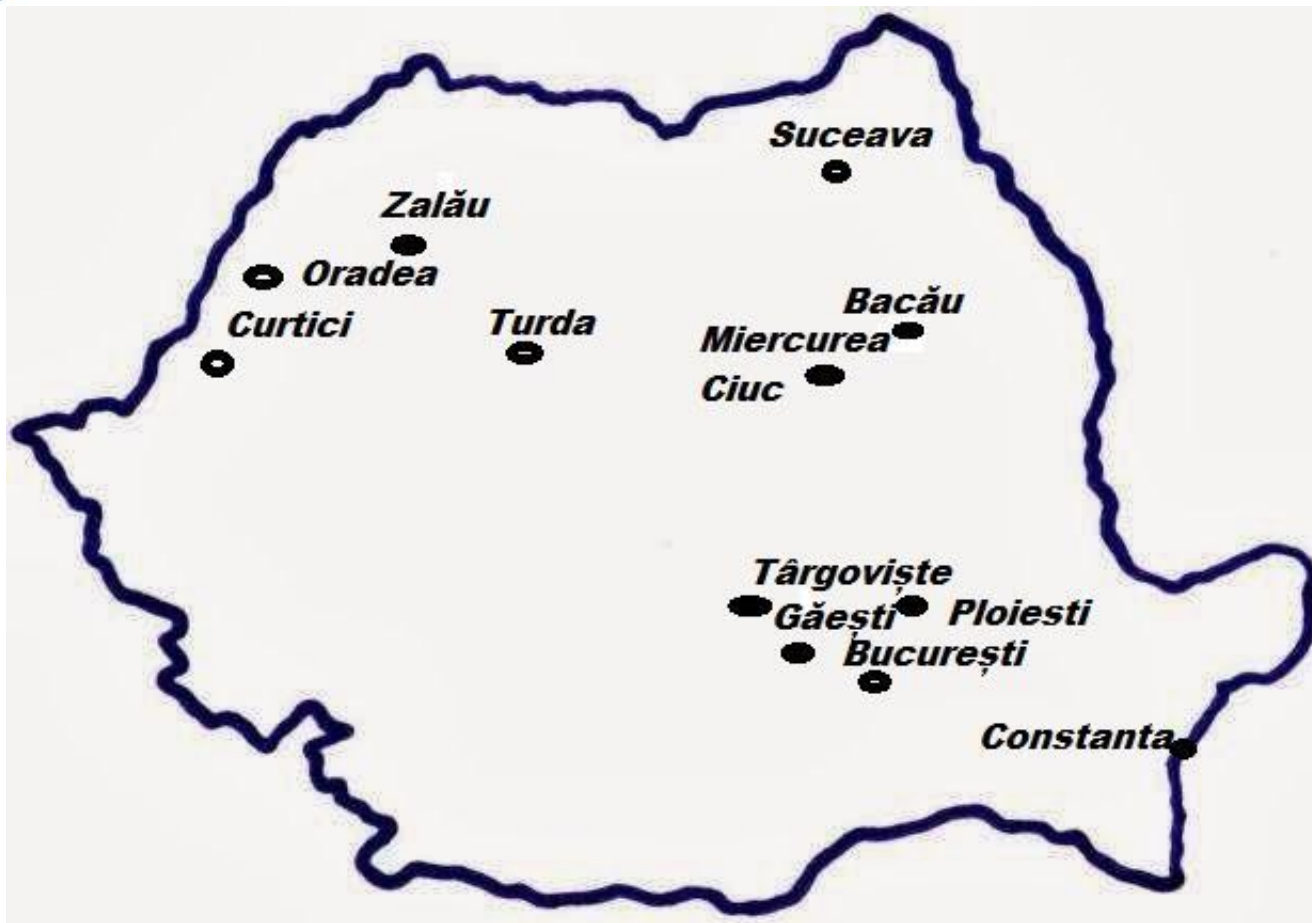 Suceava
Zalău
Oradea
Curtici
Turda
Bacău
Miercurea
Ciuc
Târgoviște
Găești
Ploiesti
București
Constanta